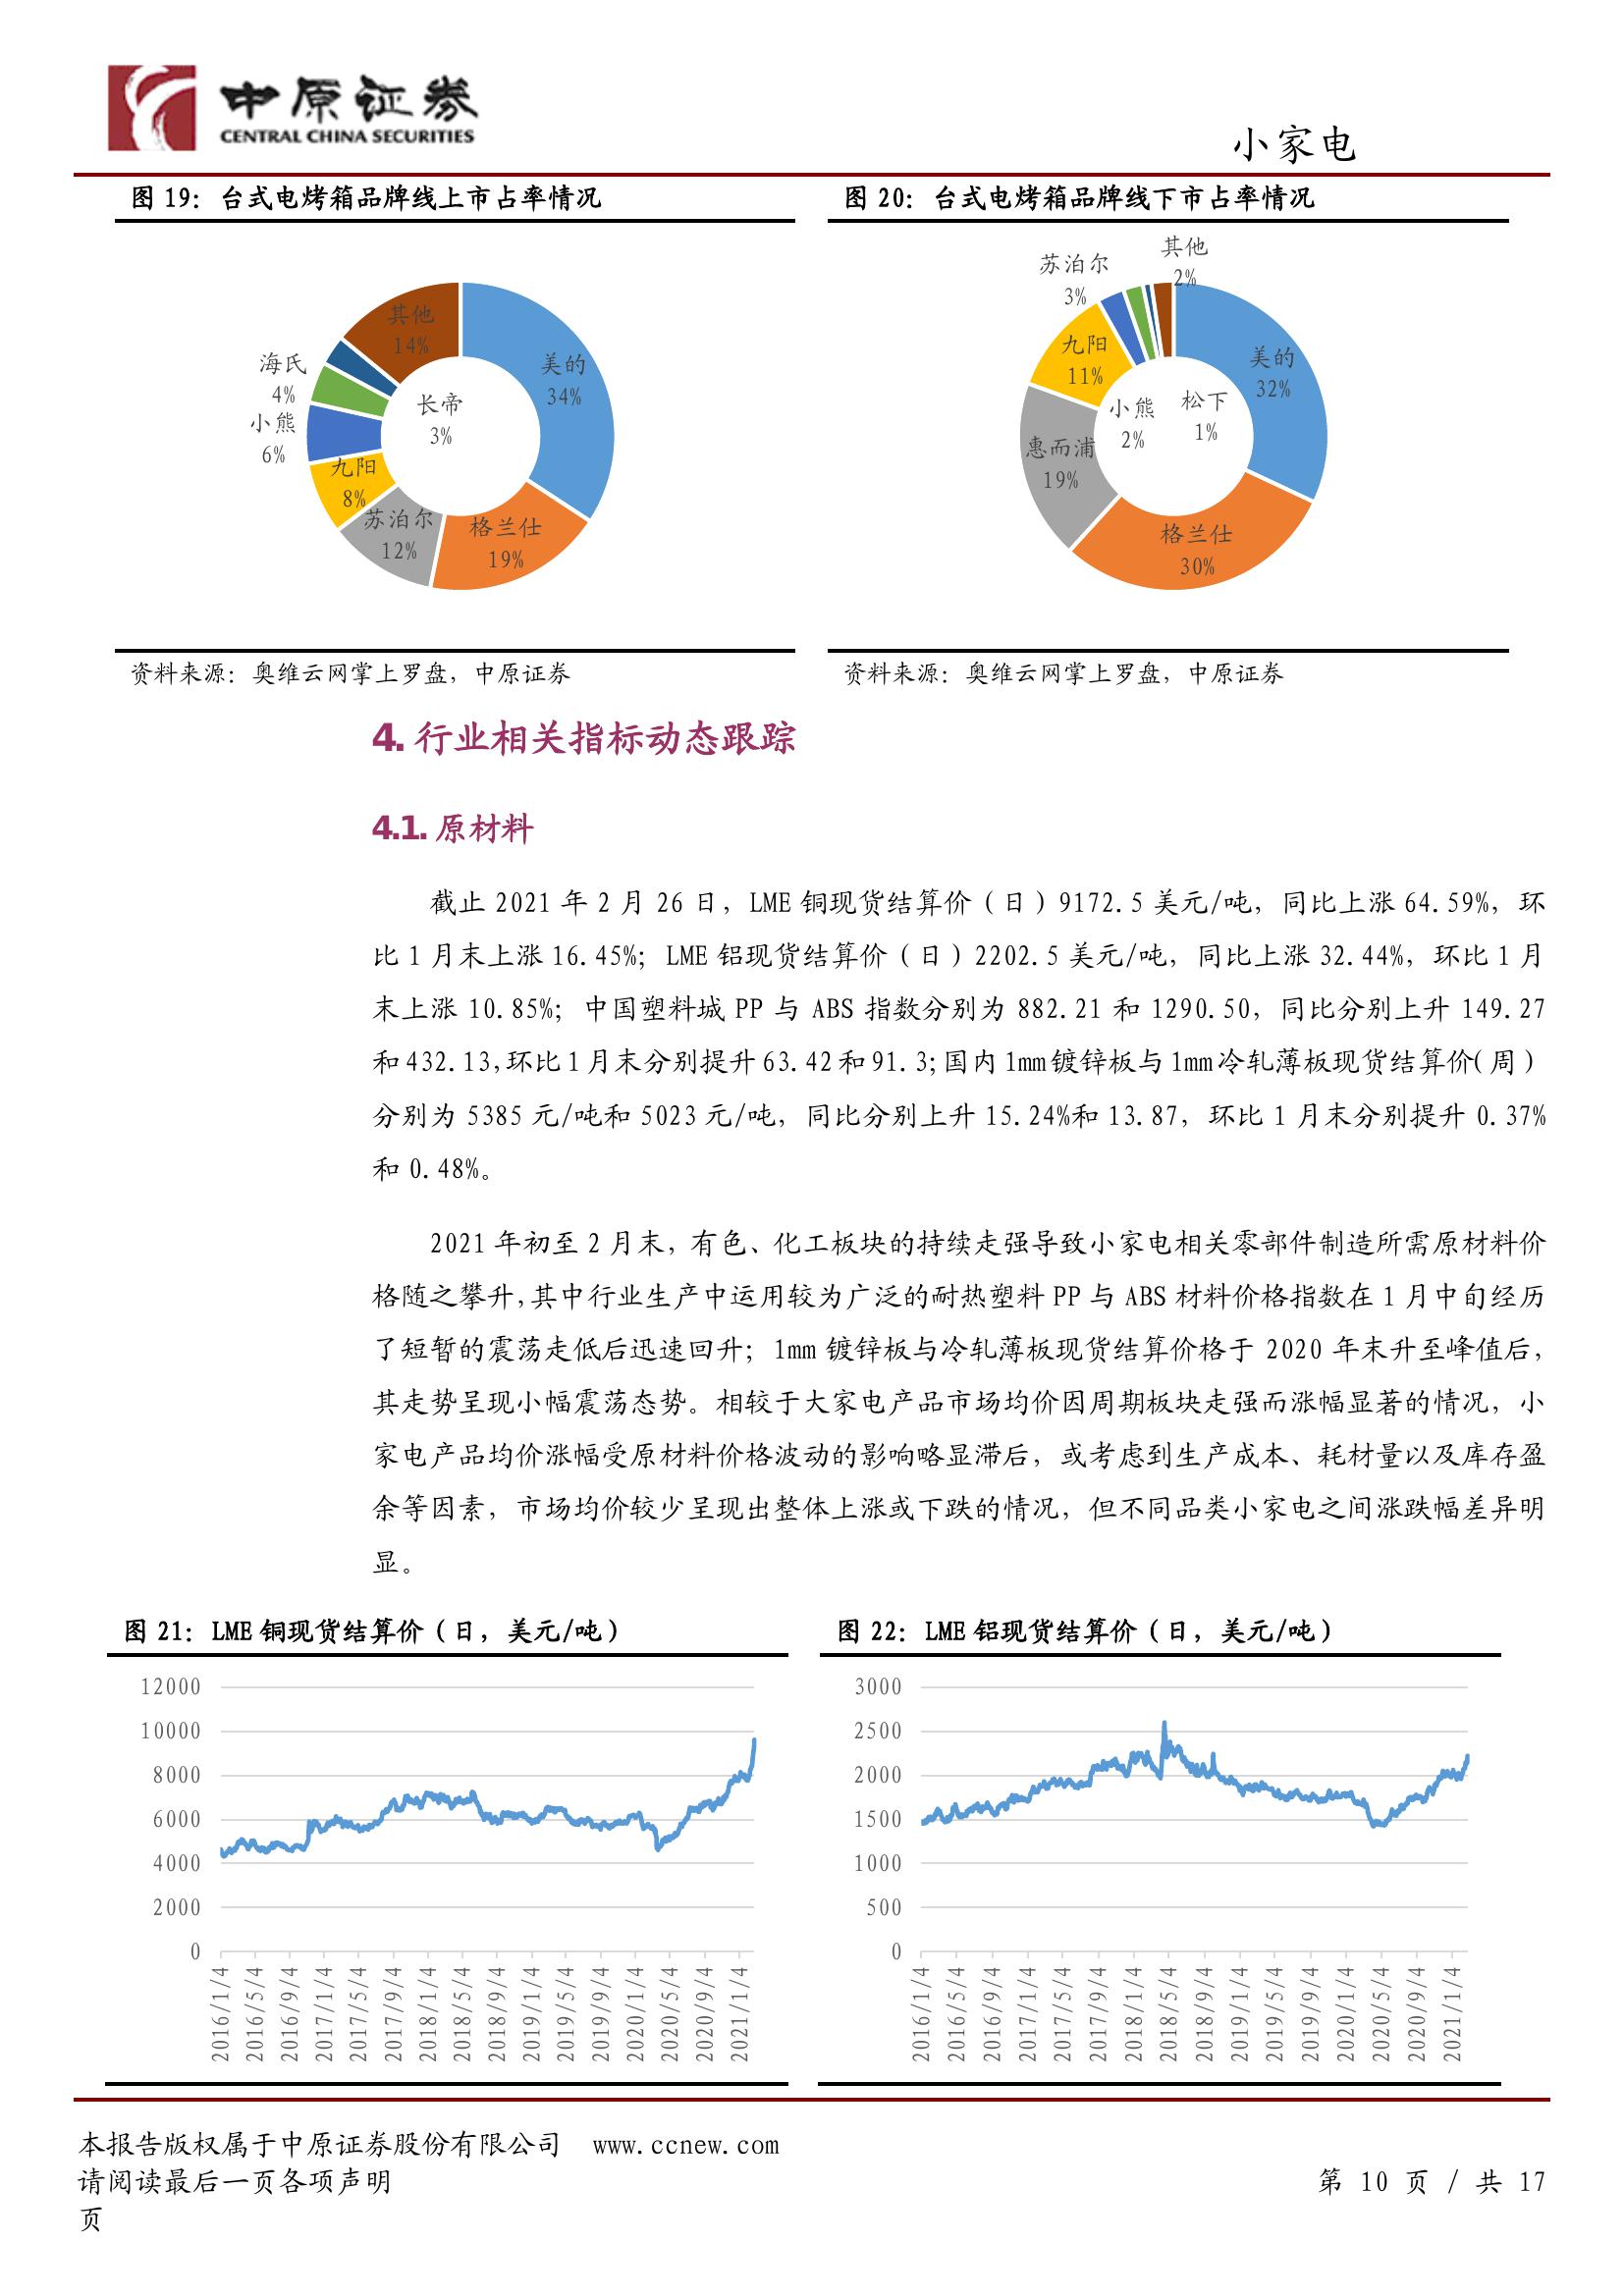 中原证券
CENTRAL CHINA SECURITIES
小家电
图 19：台式电烤箱品牌线上市占率情况
美的
34%
格兰仕
19%
苏泊尔
12%
九阳
8%
小熊
6%
海氏
4%
长帝
3%
其他
14%
资料来源：奥维云网掌上罗盘，中原证券
图 20：台式电烤箱品牌线下市占率情况
美的
32%
格兰仕
30%
惠而浦
19%
九阳
11%
苏泊尔
3%
小熊
2%
松下
1%
其他
2%
资料来源：奥维云网掌上罗盘，中原证券
4. 行业相关指标动态跟踪
4.1. 原材料
截止 2021 年 2 月 26 日，LME 铜现货结算价（日）9172.5 美元/吨，同比上涨 64.59%，环
比 1 月末上涨 16.45%；LME 铝现货结算价（日）2202.5 美元/吨，同比上涨 32.44%，环比 1 月
末上涨 10.85%；中国塑料城 PP 与 ABS 指数分别为 882.21 和 1290.50，同比分别上升 149.27
和 432.13,环比 1 月末分别提升 63.42 和 91.3;国内 1mm 镀锌板与 1mm 冷轧薄板现货结算价(周)
分别为 5385 元/吨和 5023 元/吨，同比分别上升 15.24%和 13.87，环比 1 月末分别提升 0.37%
和 0.48%。
2021 年初至 2 月末，有色、化工板块的持续走强导致小家电相关零部件制造所需原材料价
格随之攀升,其中行业生产中运用较为广泛的耐热塑料 PP 与 ABS 材料价格指数在 1 月中旬经历
了短暂的震荡走低后迅速回升；1mm 镀锌板与冷轧薄板现货结算价格于 2020 年末升至峰值后，
其走势呈现小幅震荡态势。相较于大家电产品市场均价因周期板块走强而涨幅显著的情况，小
家电产品均价涨幅受原材料价格波动的影响略显滞后，或考虑到生产成本、耗材量以及库存盈
余等因素，市场均价较少呈现出整体上涨或下跌的情况，但不同品类小家电之间涨跌幅差异明
显。
图 21：LME 铜现货结算价（日，美元/吨）
12000
10000
8000
6000
4000
2000
0
2016/1/4
2016/5/4
2016/9/4
2017/1/4
2017/5/4
2017/9/4
2018/1/4
2018/5/4
2018/9/4
2019/1/4
2019/5/4
2019/9/4
2020/1/4
2020/5/4
2020/9/4
2021/1/4
图 22：LME 铝现货结算价（日，美元/吨）
3000
2500
2000
1500
1000
500
0
2016/1/4
2016/5/4
2016/9/4
2017/1/4
2017/5/4
2017/9/4
2018/1/4
2018/5/4
2018/9/4
2019/1/4
2019/5/4
2019/9/4
2020/1/4
2020/5/4
2020/9/4
2021/1/4
本报告版权属于中原证券股份有限公司 www.ccnew.com
请阅读最后一页各项声明 第 10 页 / 共 17
页